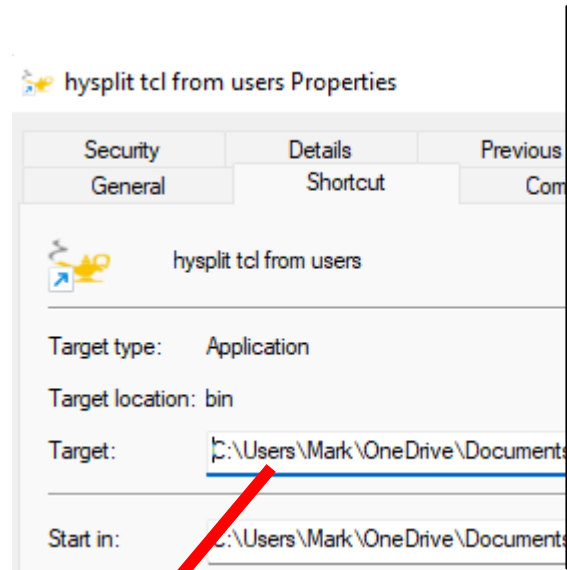 hysplit tcl from users Properties
Security Details Previous
General Shortcut Com
hysplit tcl from users
Target type: Application
Target location: bin
Target: C:\Users\Mark\OneDrive\Documents
Start in: C:\Users\Mark\OneDrive\Documents